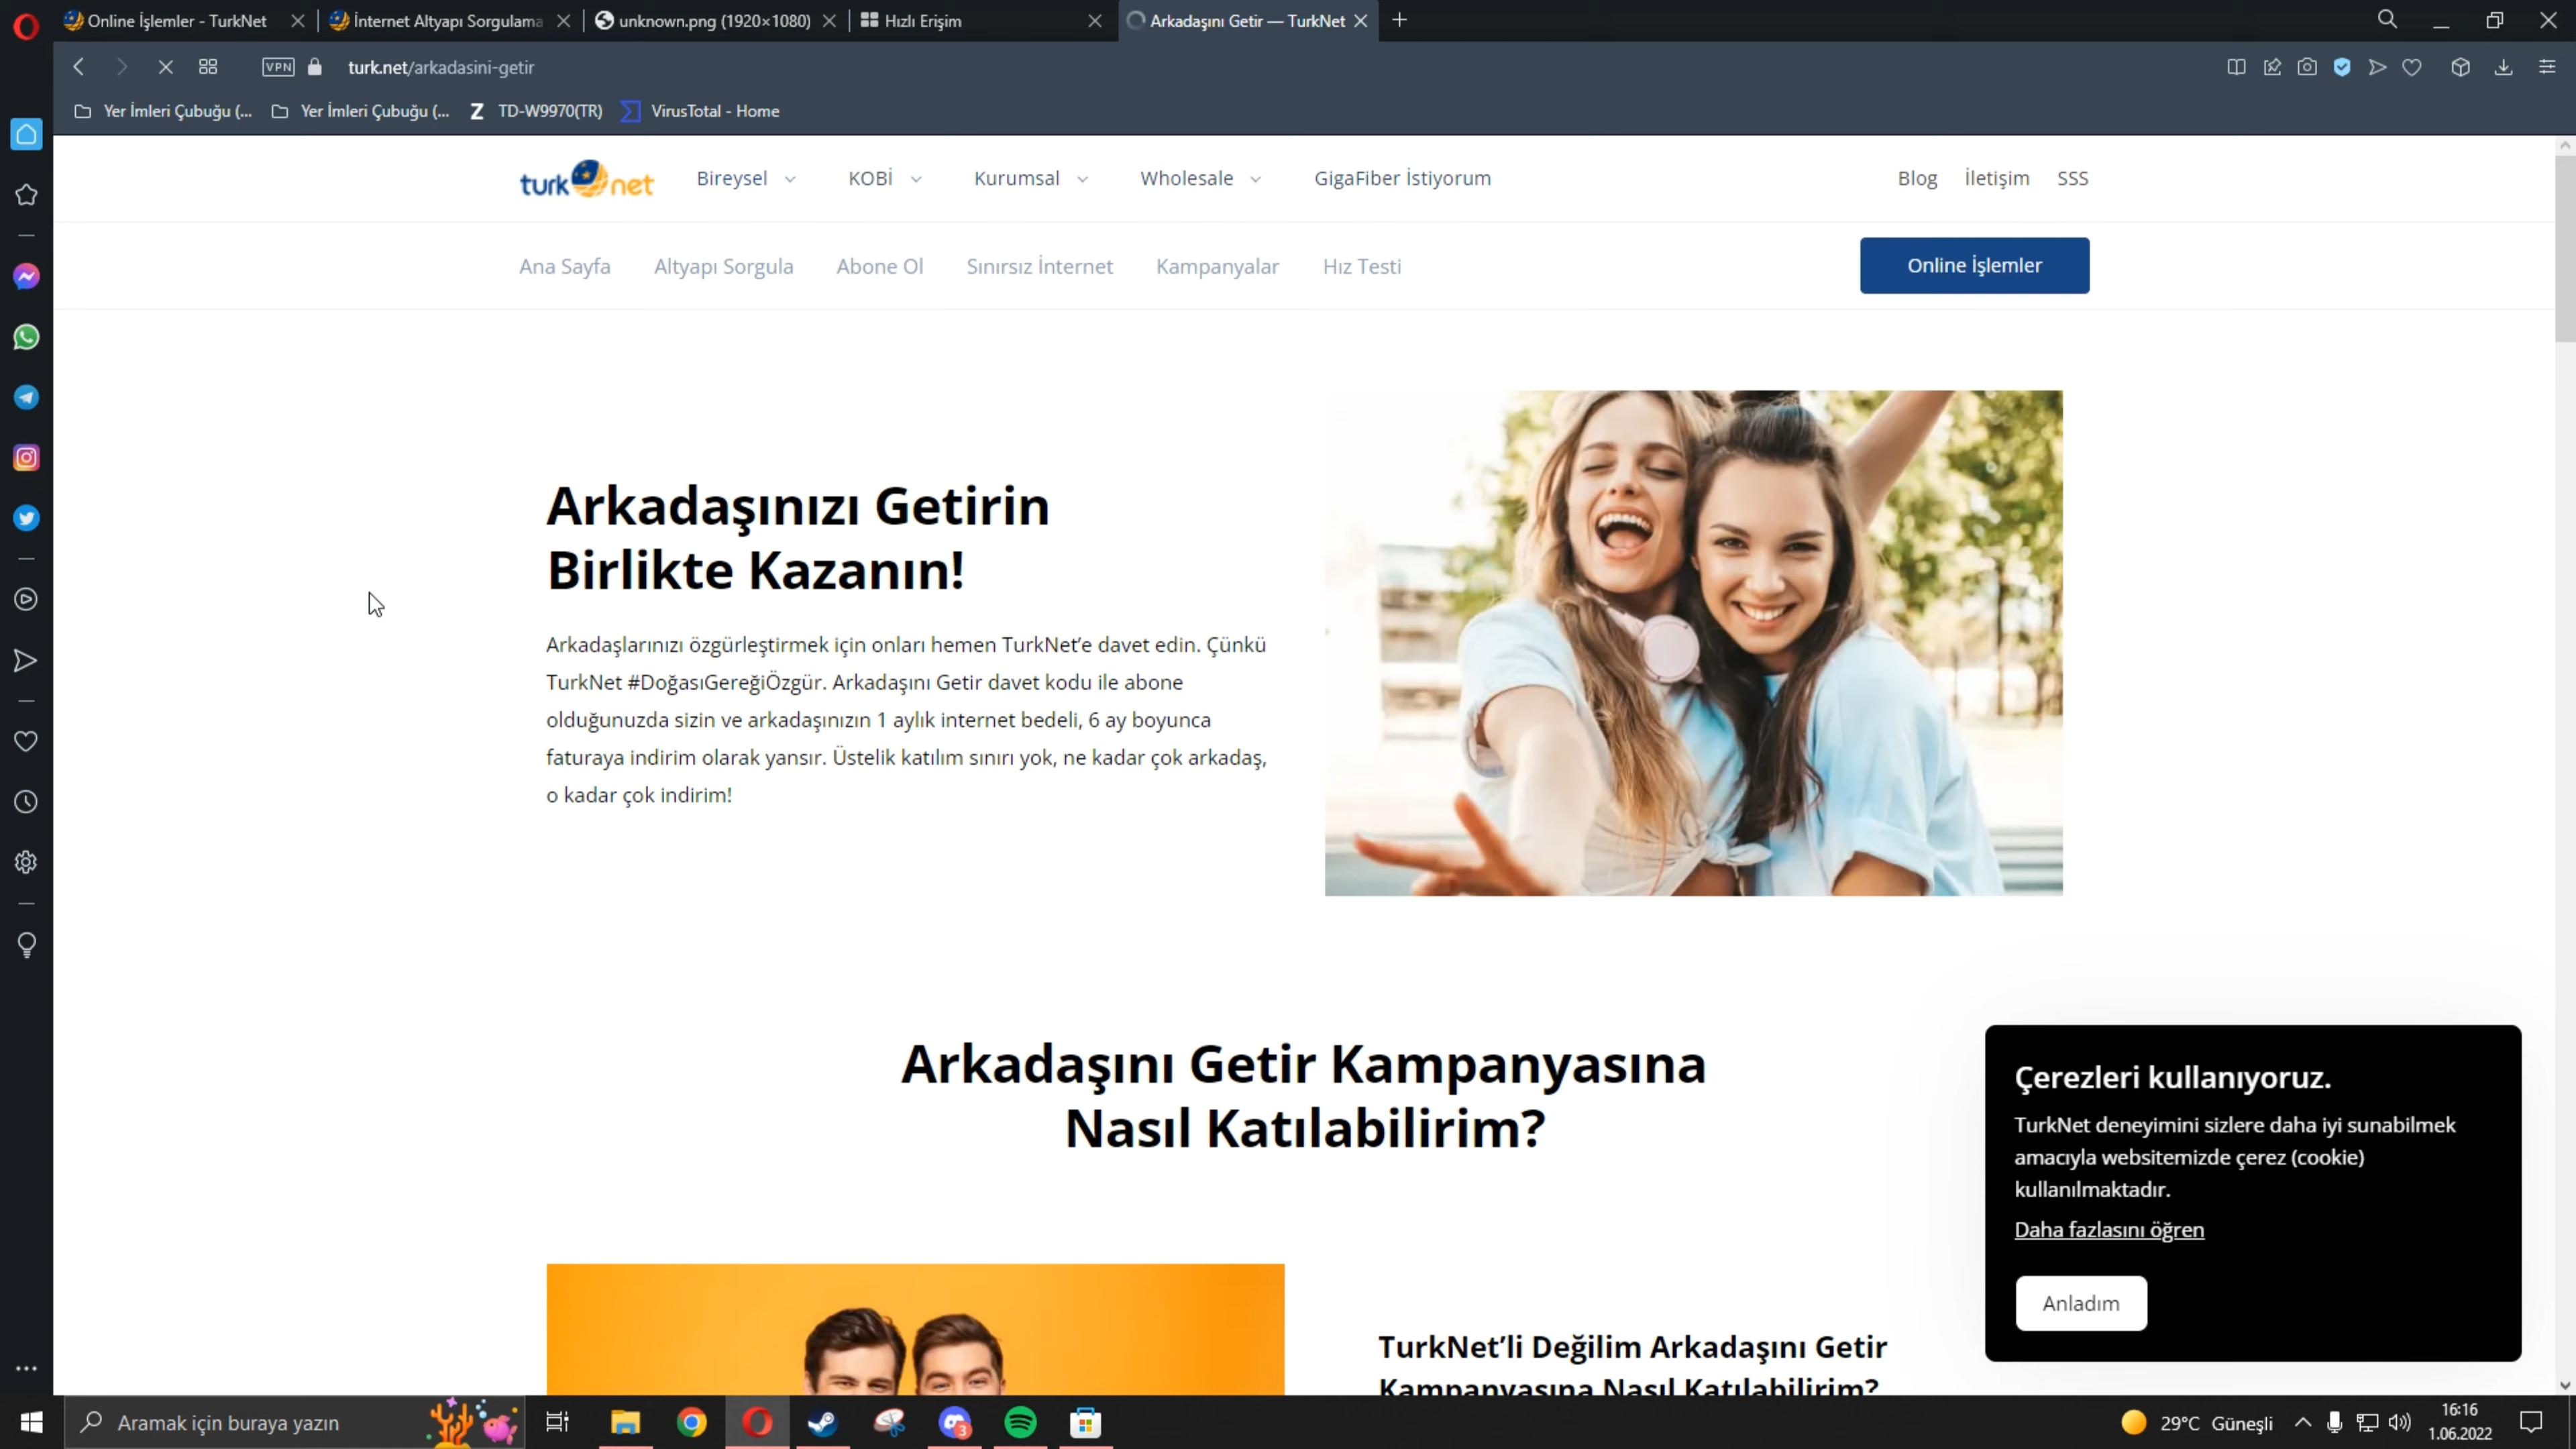 Online İşlemler - TurkNet
İnternet Altyapı Sorgulama
unknown.png (1920×1080)
Hızlı Erişim
Arkadaşını Getir — TurkNet
VPN
turk.net/arkadasini-getir
Yer İmleri Çubuğu (...
Yer İmleri Çubuğu (...
Z TD-W9970(TR)
VirusTotal - Home
turk net
Bireysel
KOBİ
Kurumsal
Wholesale
GigaFiber İstiyorum
Blog
İletişim
SSS
Ana Sayfa
Altyapı Sorgula
Abone Ol
Sınırsız İnternet
Kampanyalar
Hız Testi
Online İşlemler
Arkadaşınızı Getirin
Birlikte Kazanın!
Arkadaşlarınızı özgürleştirmek için onları hemen TurkNet’e davet edin. Çünkü
TurkNet #DoğasıGereğiÖzgür. Arkadaşını Getir davet kodu ile abone
olduğunuzda sizin ve arkadaşınızın 1 aylık internet bedeli, 6 ay boyunca
faturaya indirim olarak yansır. Üstelik katılım sınırı yok, ne kadar çok arkadaş,
o kadar çok indirim!
Arkadaşını Getir Kampanyasına
Nasıl Katılabilirim?
TurkNet’li Değilim Arkadaşını Getir
Kampanyasına Nasıl Katılabilirim?
Çerezleri kullanıyoruz.
TurkNet deneyimini sizlere daha iyi sunabilmek
amacıyla websitemizde çerez (cookie)
kullanılmaktadır.
Daha fazlasını öğren
Anladım
Aramak için buraya yazın
3
29°C Güneşli
16:16
1.06.2022